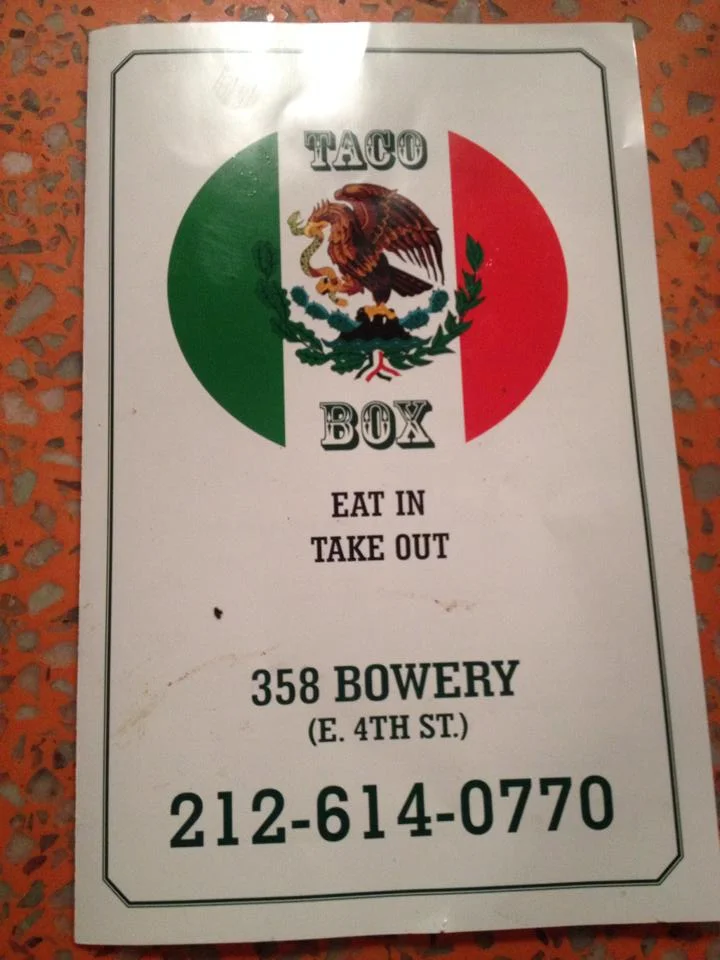 TACO
BOX
EAT IN
TAKE OUT
358 BOWERY
(E. 4TH ST.)
212-614-0770